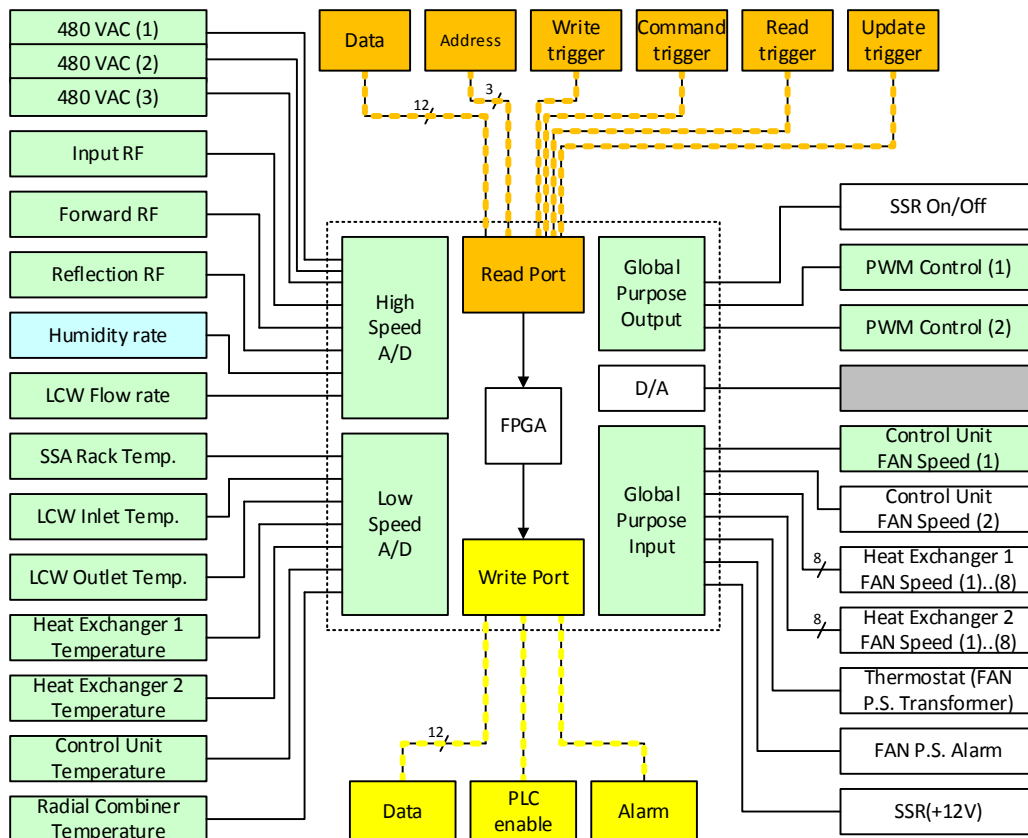 480 VAC (1)
480 VAC (2)
480 VAC (3)
Input RF
Forward RF
Reflection RF
Humidity rate
LCW Flow rate
SSA Rack Temp.
LCW Inlet Temp.
LCW Outlet Temp.
Heat Exchanger 1
Temperature
Heat Exchanger 2
Temperature
Control Unit
Temperature
Radial Combiner
Temperature
Data
Address
Write
trigger
Command
trigger
Read
trigger
Update
trigger
12
3
High
Speed
A/D
Low
Speed
A/D
Read Port
FPGA
Write Port
Global
Purpose
Output
D/A
Global
Purpose
Input
12
Data
PLC
enable
Alarm
SSR On/Off
PWM Control (1)
PWM Control (2)
Control Unit
FAN Speed (1)
Control Unit
FAN Speed (2)
8
Heat Exchanger 1
FAN Speed (1)..(8)
8
Heat Exchanger 2
FAN Speed (1)..(8)
Thermostat (FAN
P.S. Transformer)
FAN P.S. Alarm
SSR(+12V)